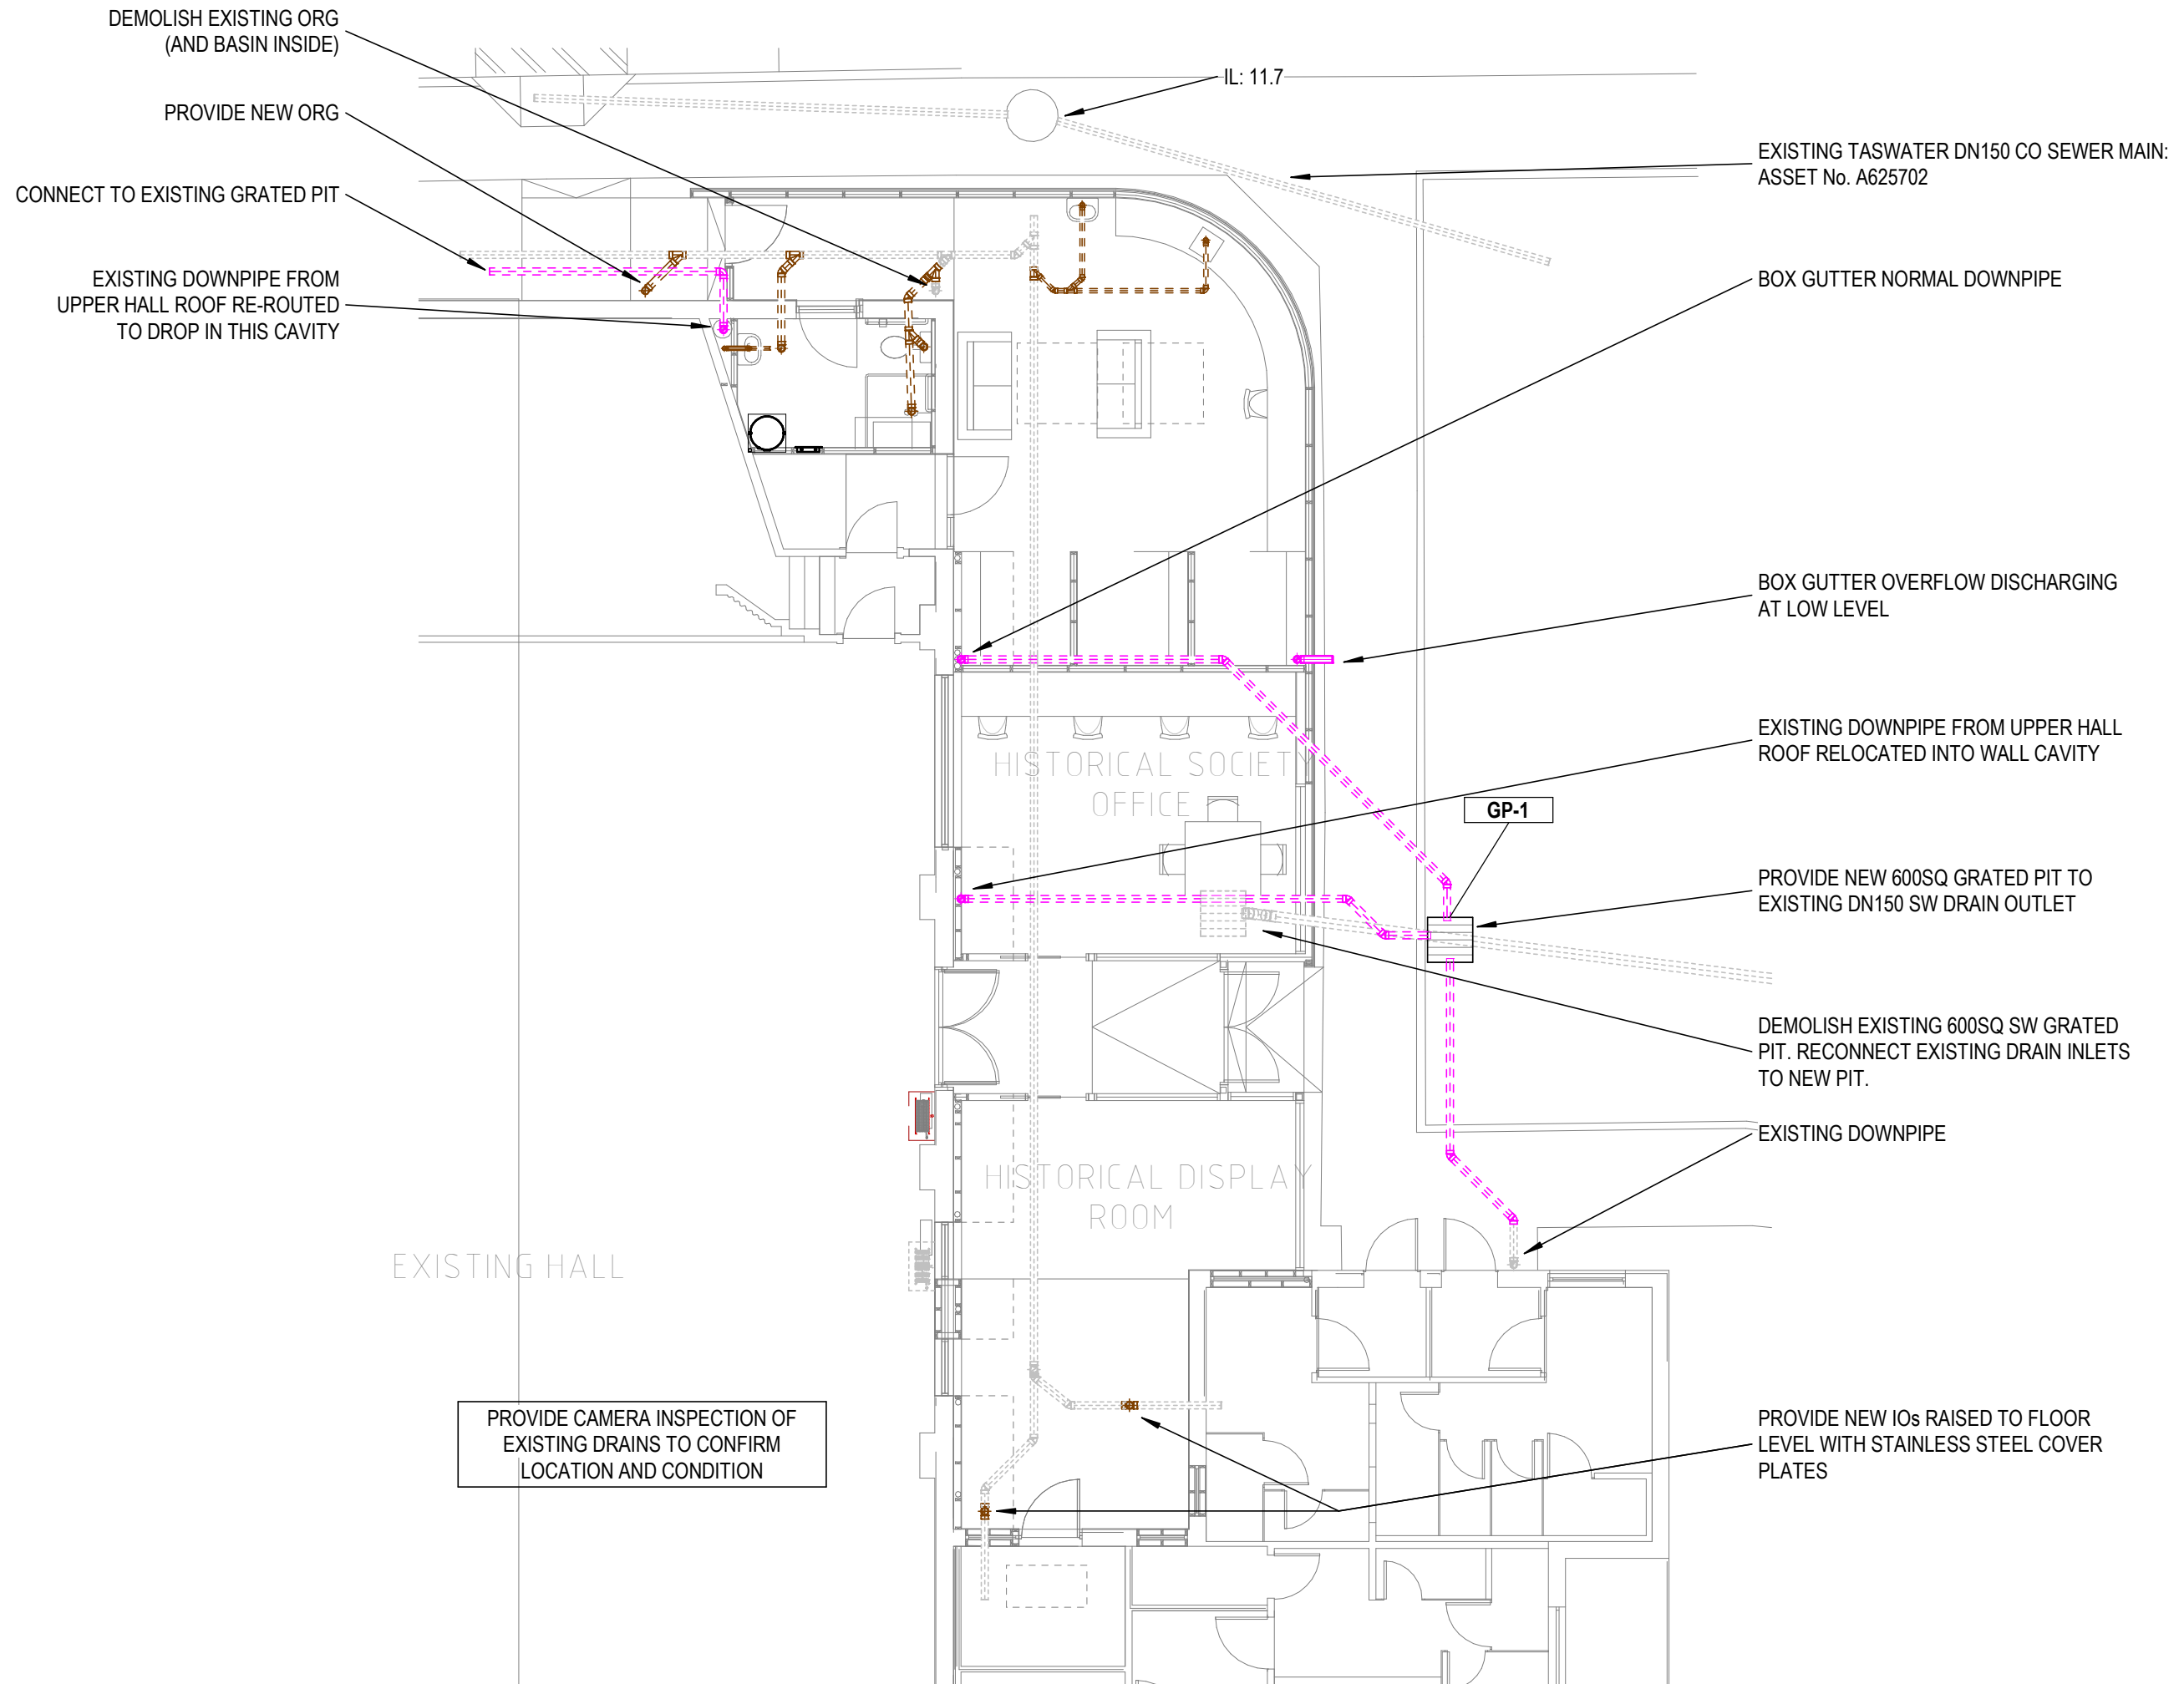 DEMOLISH EXISTING ORG
(AND BASIN INSIDE)
IL: 11.7
PROVIDE NEW ORG
EXISTING TASWATER DN150 CO SEWER MAIN:
ASSET No. A625702
CONNECT TO EXISTING GRATED PIT
EXISTING DOWNPIPE FROM
UPPER HALL ROOF RE-ROUTED
TO DROP IN THIS CAVITY
BOX GUTTER NORMAL DOWNPIPE
BOX GUTTER OVERFLOW DISCHARGING
AT LOW LEVEL
EXISTING DOWNPIPE FROM UPPER HALL
ROOF RELOCATED INTO WALL CAVITY
HISTORICAL SOCIETY
OFFICE
GP-1
PROVIDE NEW 600SQ GRATED PIT TO
EXISTING DN150 SW DRAIN OUTLET
DEMOLISH EXISTING 600SQ SW GRATED
PIT. RECONNECT EXISTING DRAIN INLETS
TO NEW PIT.
EXISTING DOWNPIPE
HISTORICAL DISPLAY
ROOM
EXISTING HALL
PROVIDE CAMERA INSPECTION OF
EXISTING DRAINS TO CONFIRM
LOCATION AND CONDITION
PROVIDE NEW IOs RAISED TO FLOOR
LEVEL WITH STAINLESS STEEL COVER
PLATES